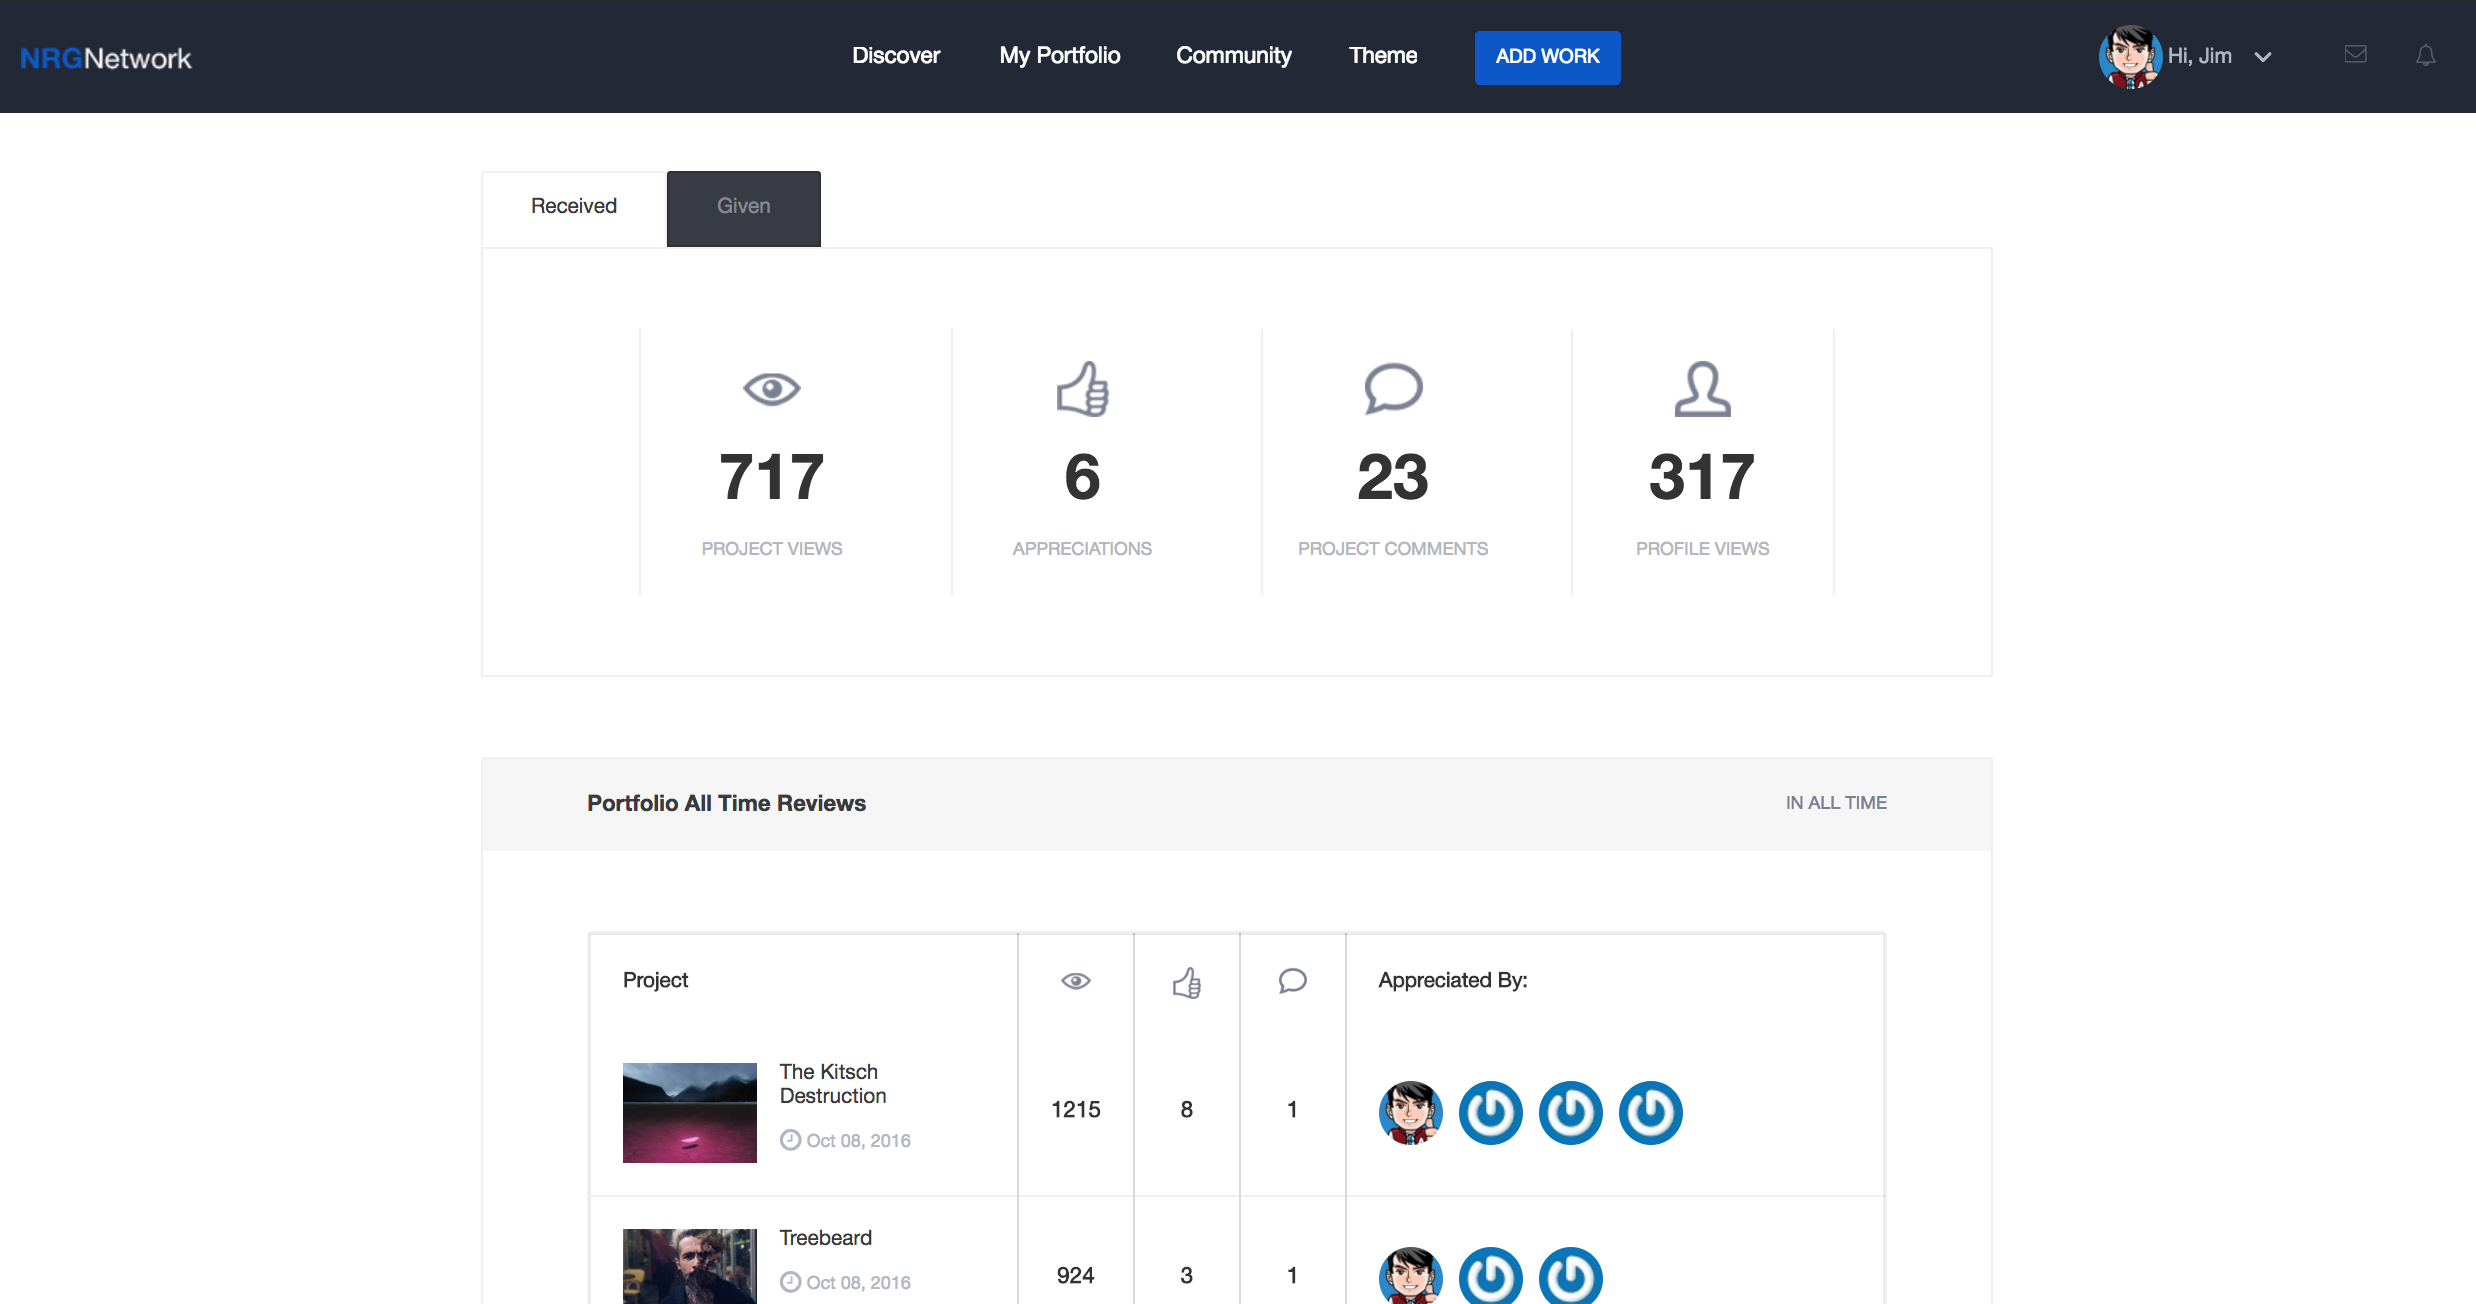 NRGNetwork
Discover
My Portfolio
Community
Theme
ADD WORK
Hi, Jim
Received
Given
717
6
23
317
PROJECT VIEWS
APPRECIATIONS
PROJECT COMMENTS
PROFILE VIEWS
Portfolio All Time Reviews
IN ALL TIME
Project
Appreciated By:
The Kitsch
Destruction
Oct 08, 2016
1215
8
1
Treebeard
Oct 08, 2016
924
3
1